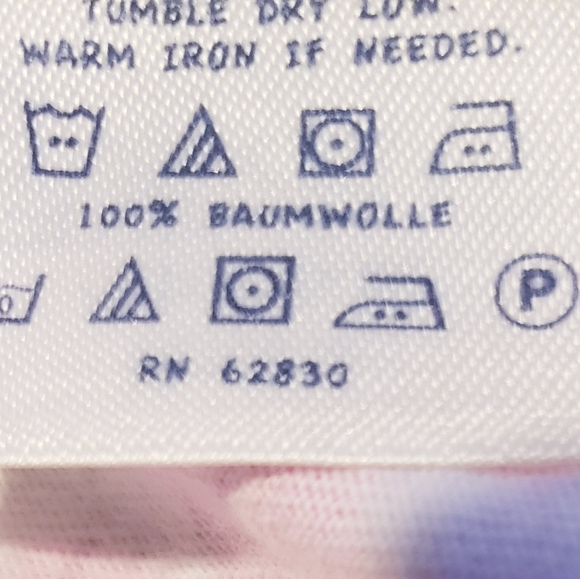 TUMBLE DRY LOW.
WARM IRON IF NEEDED.
100% BAUMWOLLE
P
RN 62830